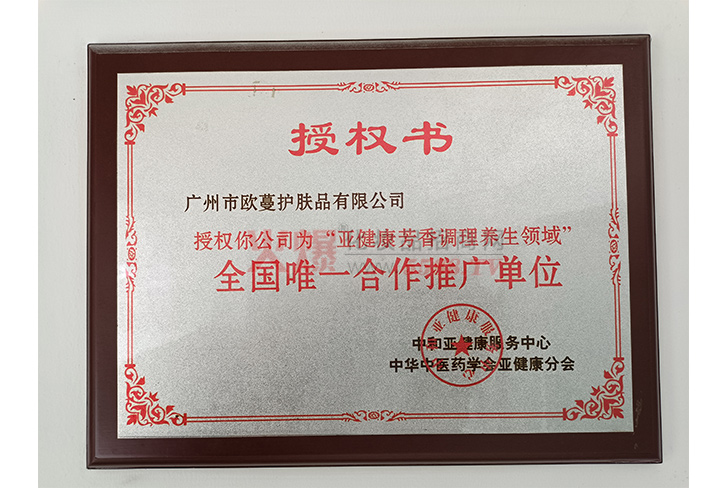 授权书
广州市欧蔓护肤品有限公司
授权你公司为“亚健康芳香调理养生领域”
全国唯一合作推广单位
中和亚健康服务中心
中华中医药学会亚健康分会